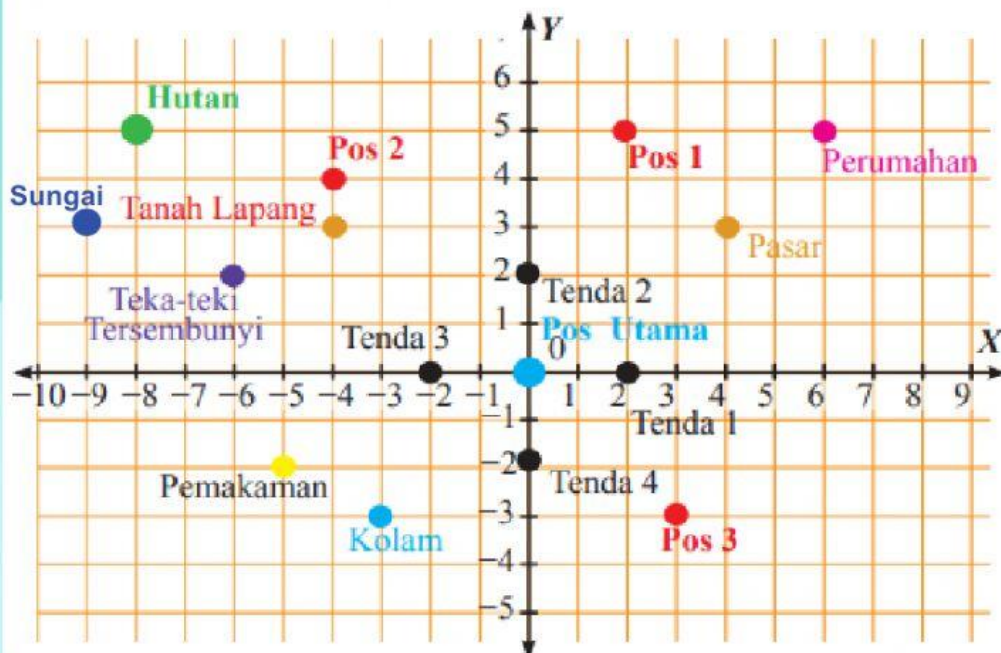 Y
6
Hutan
5
Pos 2
Pos 1
Perumahan
4
Sungai
Tanah Lapang
3
Pasar
2
Teka-teki
Tersembunyi
Tenda 2
1
Tenda 3
Pos Utama
0
X
−10 −9 −8 −7 −6 −5 −4 −3 −2 −1 1 2 3 4 5 6 7 8 9
−1
Tenda 1
−2
Pemakaman
Tenda 4
−3
Kolam
Pos 3
−4
−5